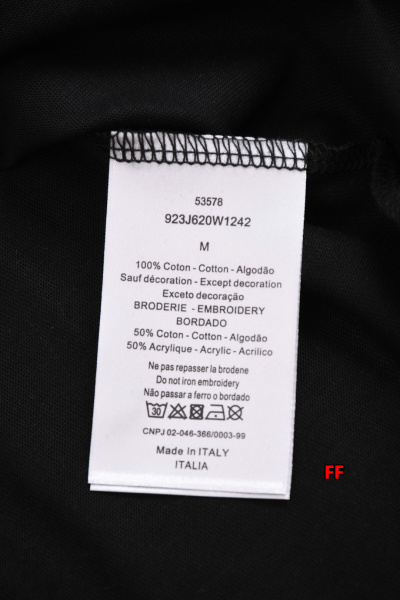 53578
923J620W1242
M
100% Coton - Cotton - Algodão
Sauf décoration - Except decoration
Exceto decoração
BRODERIE - EMBROIDERY
BORDADO
50% Coton - Cotton - Algodão
50% Acrylique - Acrylic - Acrilico
Ne pas repasser la brodene
Do not iron embroidery
Não passar a ferro o bordado
30
CNPJ 02-046-366/0003-99
Made In ITALY
ITALIA
FF